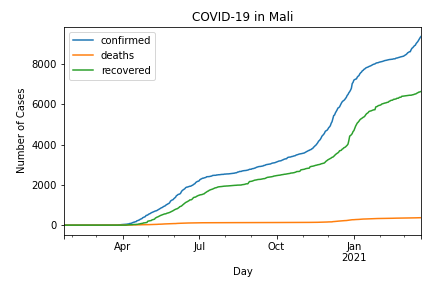 COVID-19 in Mali
confirmed
deaths
recovered
Number of Cases
8000
6000
4000
2000
0
Apr
Jul
Oct
Jan
2021
Day